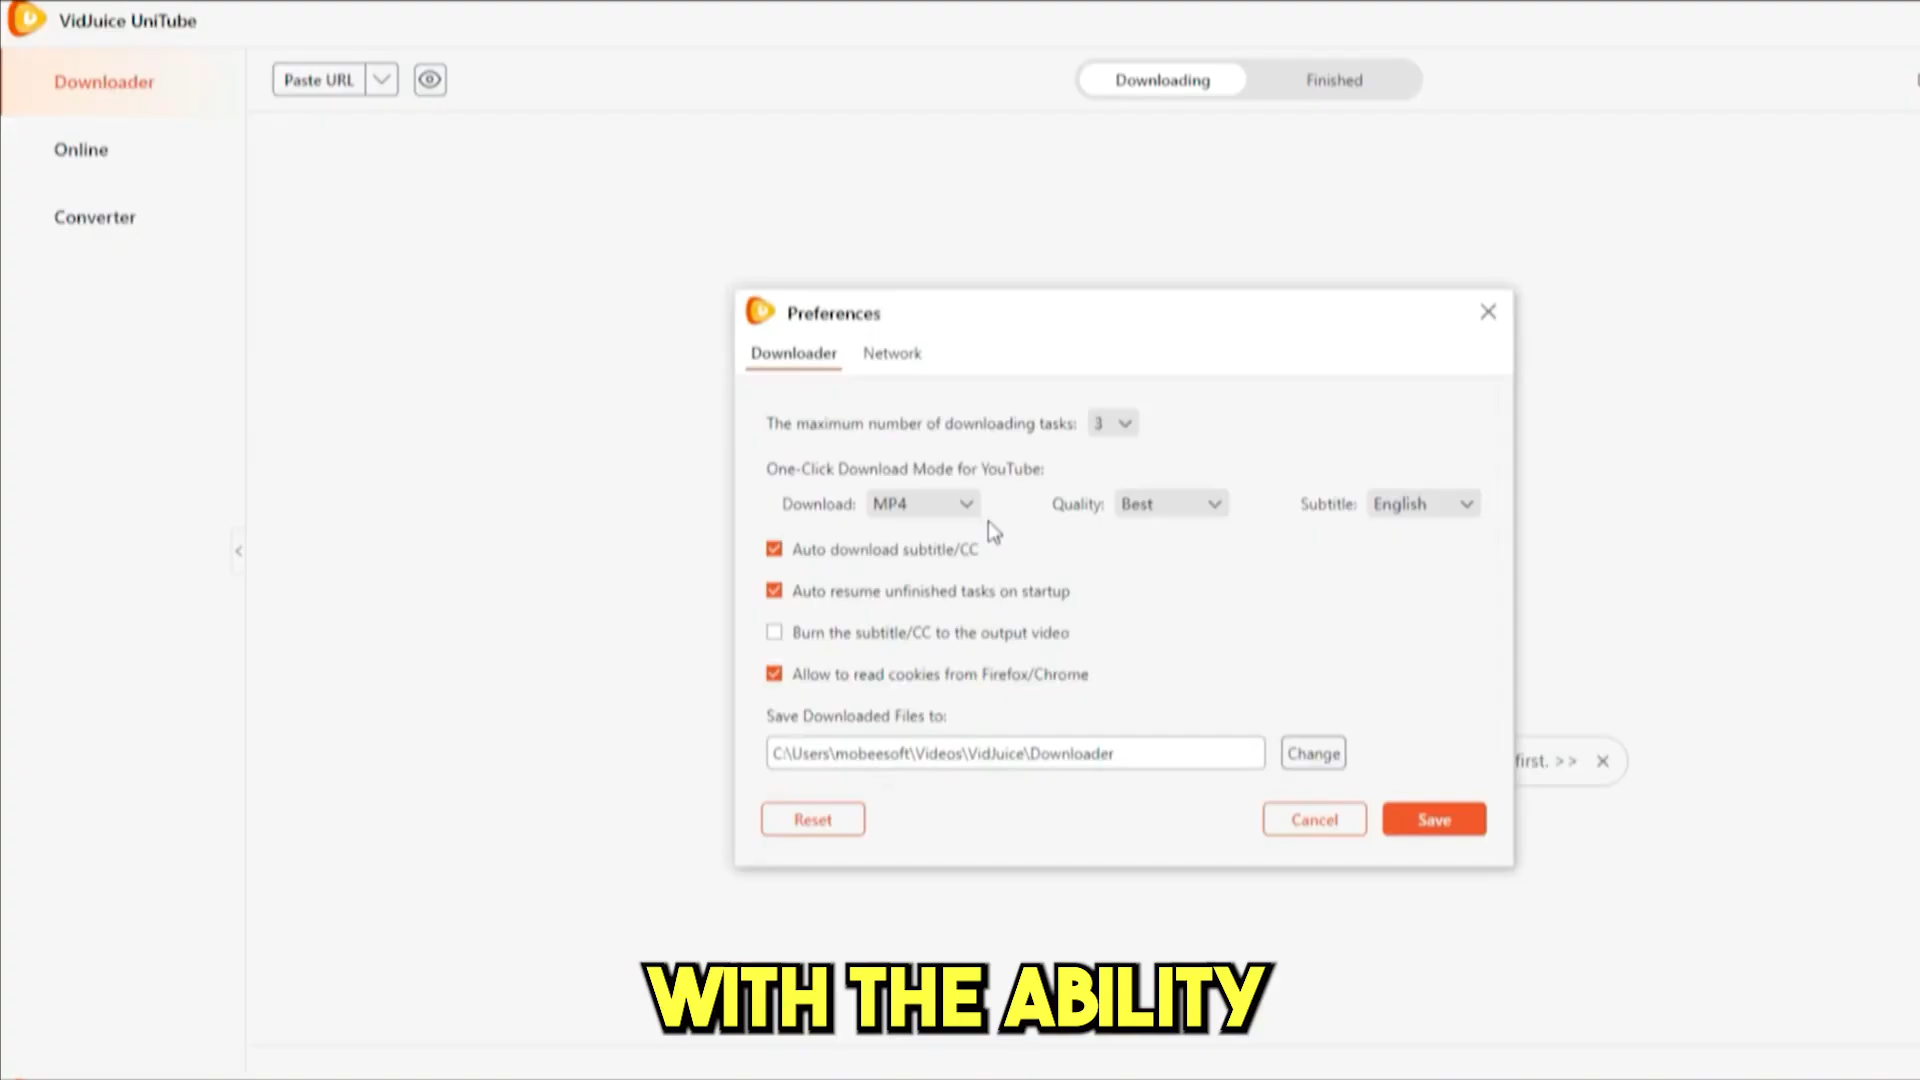 VidJuice UniTube
Downloader
Paste URL
Downloading
Finished
Online
Converter
Preferences
Downloader
Network
The maximum number of downloading tasks: 3
One-Click Download Mode for YouTube:
Download: MP4
Quality: Best
Subtitle: English
Auto download subtitle/CC
Auto resume unfinished tasks on startup
Burn the subtitle/CC to the output video
Allow to read cookies from Firefox/Chrome
Save Downloaded Files to:
C:\Users\mobeesoft\Videos\VidJuice\Downloader
Change
first. >>
Reset
Cancel
Save
WITH THE ABILITY